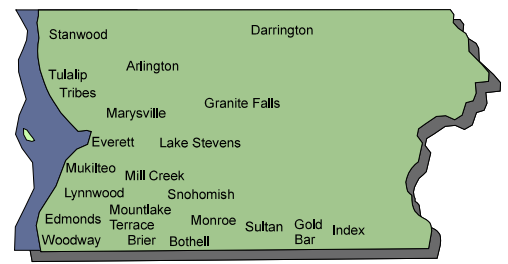 Stanwood
Darrington
Arlington
Tulalip
Tribes
Granite Falls
Marysville
Everett
Lake Stevens
Mukilteo
Mill Creek
Lynnwood
Snohomish
Edmonds
Mountlake
Terrace
Monroe
Sultan
Gold
Bar
Index
Woodway
Brier
Bothell